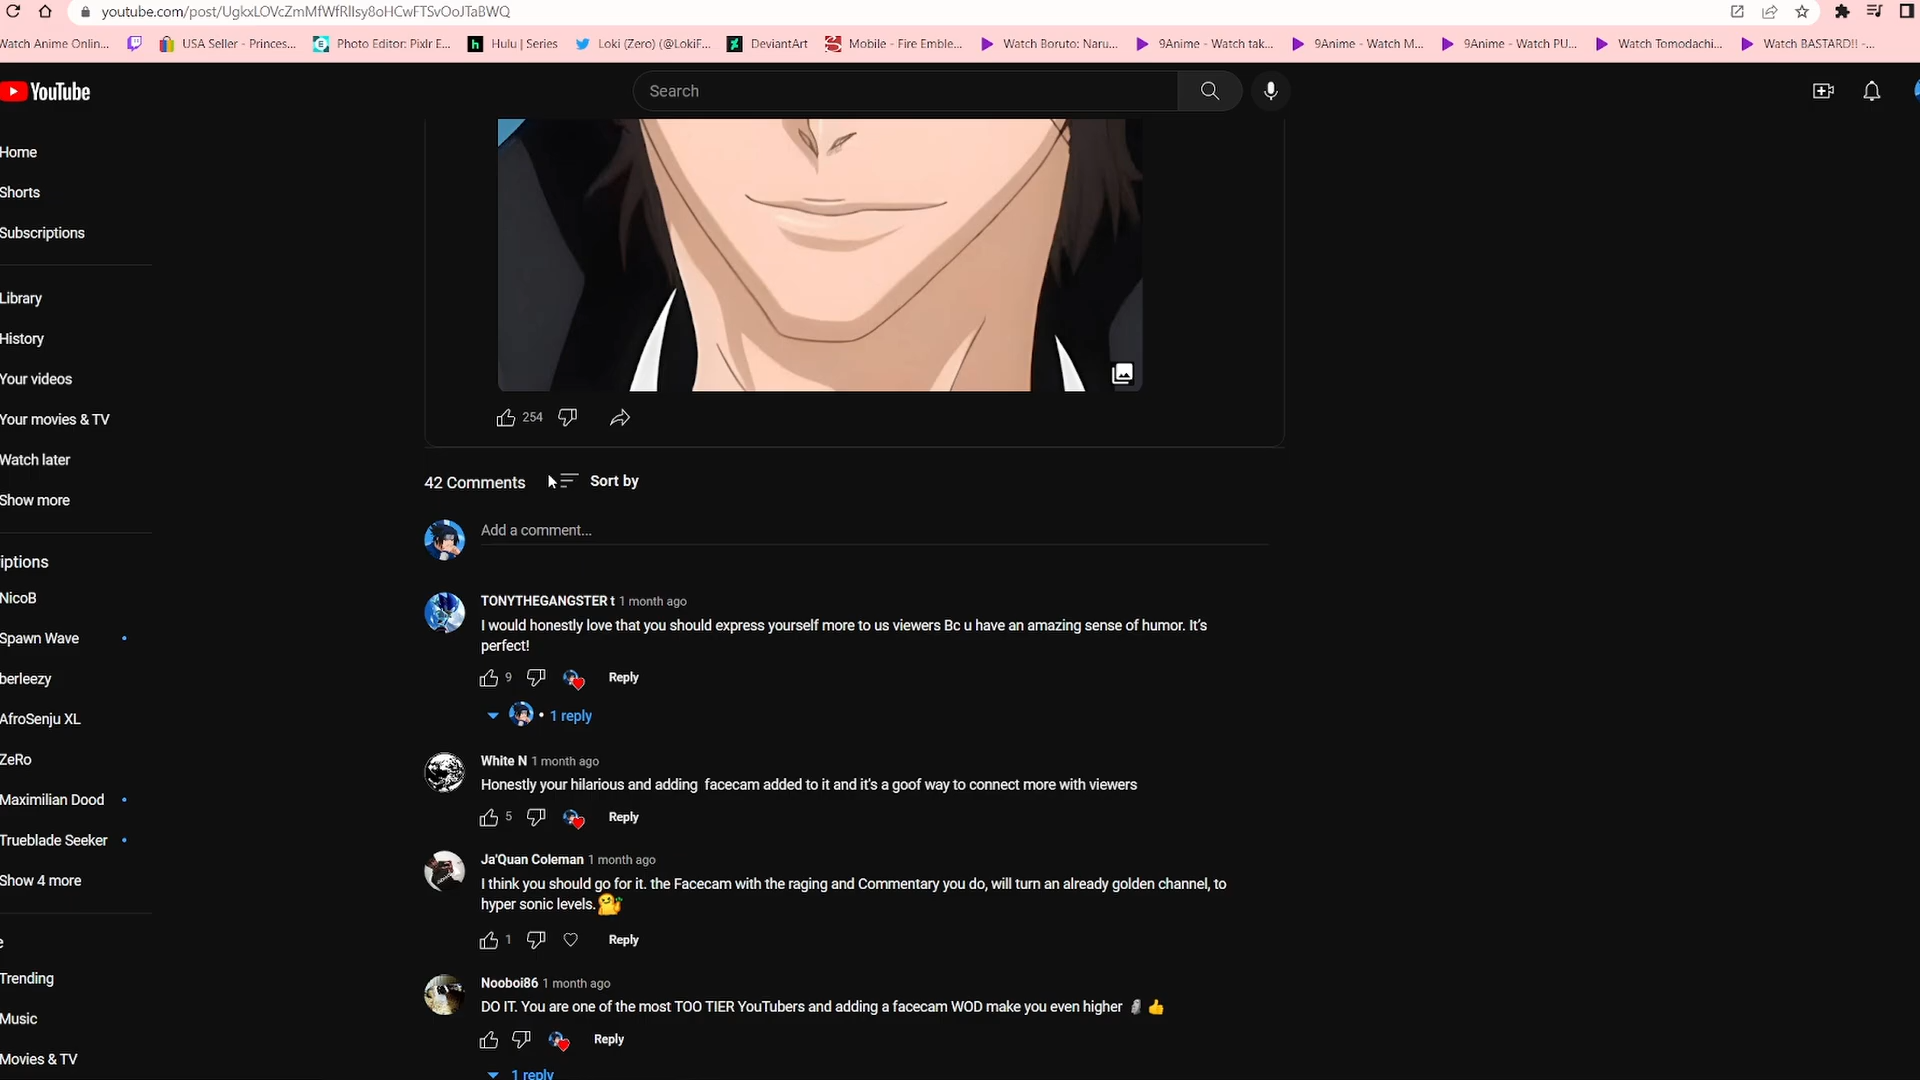 youtube.com/post/UgkxLOVcZmMfWfRlIsy8oHCwFTSvOoJTaBWQ
Watch Anime Onlin...
USA Seller - Princes...
Photo Editor: Pixlr E...
Hulu | Series
Loki (Zero) (@LokiF...
DeviantArt
Mobile - Fire Emble...
Watch Boruto: Naru...
9Anime - Watch tak...
9Anime - Watch M...
9Anime - Watch PU...
Watch Tomodachi...
Watch BASTARD!! -...
YouTube
Search
Home
Shorts
Subscriptions
Library
History
Your videos
Your movies & TV
Watch later
Show more
iptions
NicoB
Spawn Wave
berleezy
AfroSenju XL
ZeRo
Maximilian Dood
Trueblade Seeker
Show 4 more
e
Trending
Music
Movies & TV
254
42 Comments
Sort by
Add a comment...
TONYTHEGANGSTER t 1 month ago
I would honestly love that you should express yourself more to us viewers Bc u have an amazing sense of humor. It's
perfect!
9
Reply
• 1 reply
White N 1 month ago
Honestly your hilarious and adding facecam added to it and it's a goof way to connect more with viewers
5
Reply
Ja'Quan Coleman 1 month ago
I think you should go for it. the Facecam with the raging and Commentary you do, will turn an already golden channel, to
hyper sonic levels.
1
Reply
Nooboi86 1 month ago
DO IT. You are one of the most TOO TIER YouTubers and adding a facecam WOD make you even higher 🗿 👍
Reply
1 reply